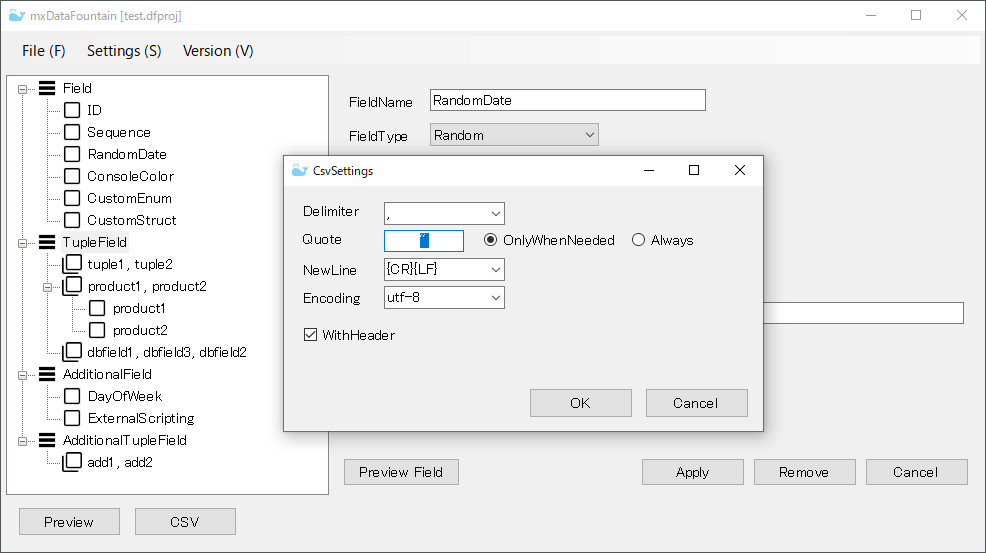 mxDataFountain [test.dfproj]
File (F) Settings (S) Version (V)
Field
ID
Sequence
RandomDate
ConsoleColor
CustomEnum
CustomStruct
TupleField
tuple1, tuple2
product1, product2
product1
product2
dbfield1, dbfield3, dbfield2
AdditionalField
DayOfWeek
ExternalScripting
AdditionalTupleField
add1, add2
FieldName RandomDate
FieldType Random
CsvSettings
Delimiter ,
Quote " OnlyWhenNeeded Always
NewLine {CR}{LF}
Encoding utf-8
WithHeader
OK Cancel
Preview Field Apply Remove Cancel
Preview CSV